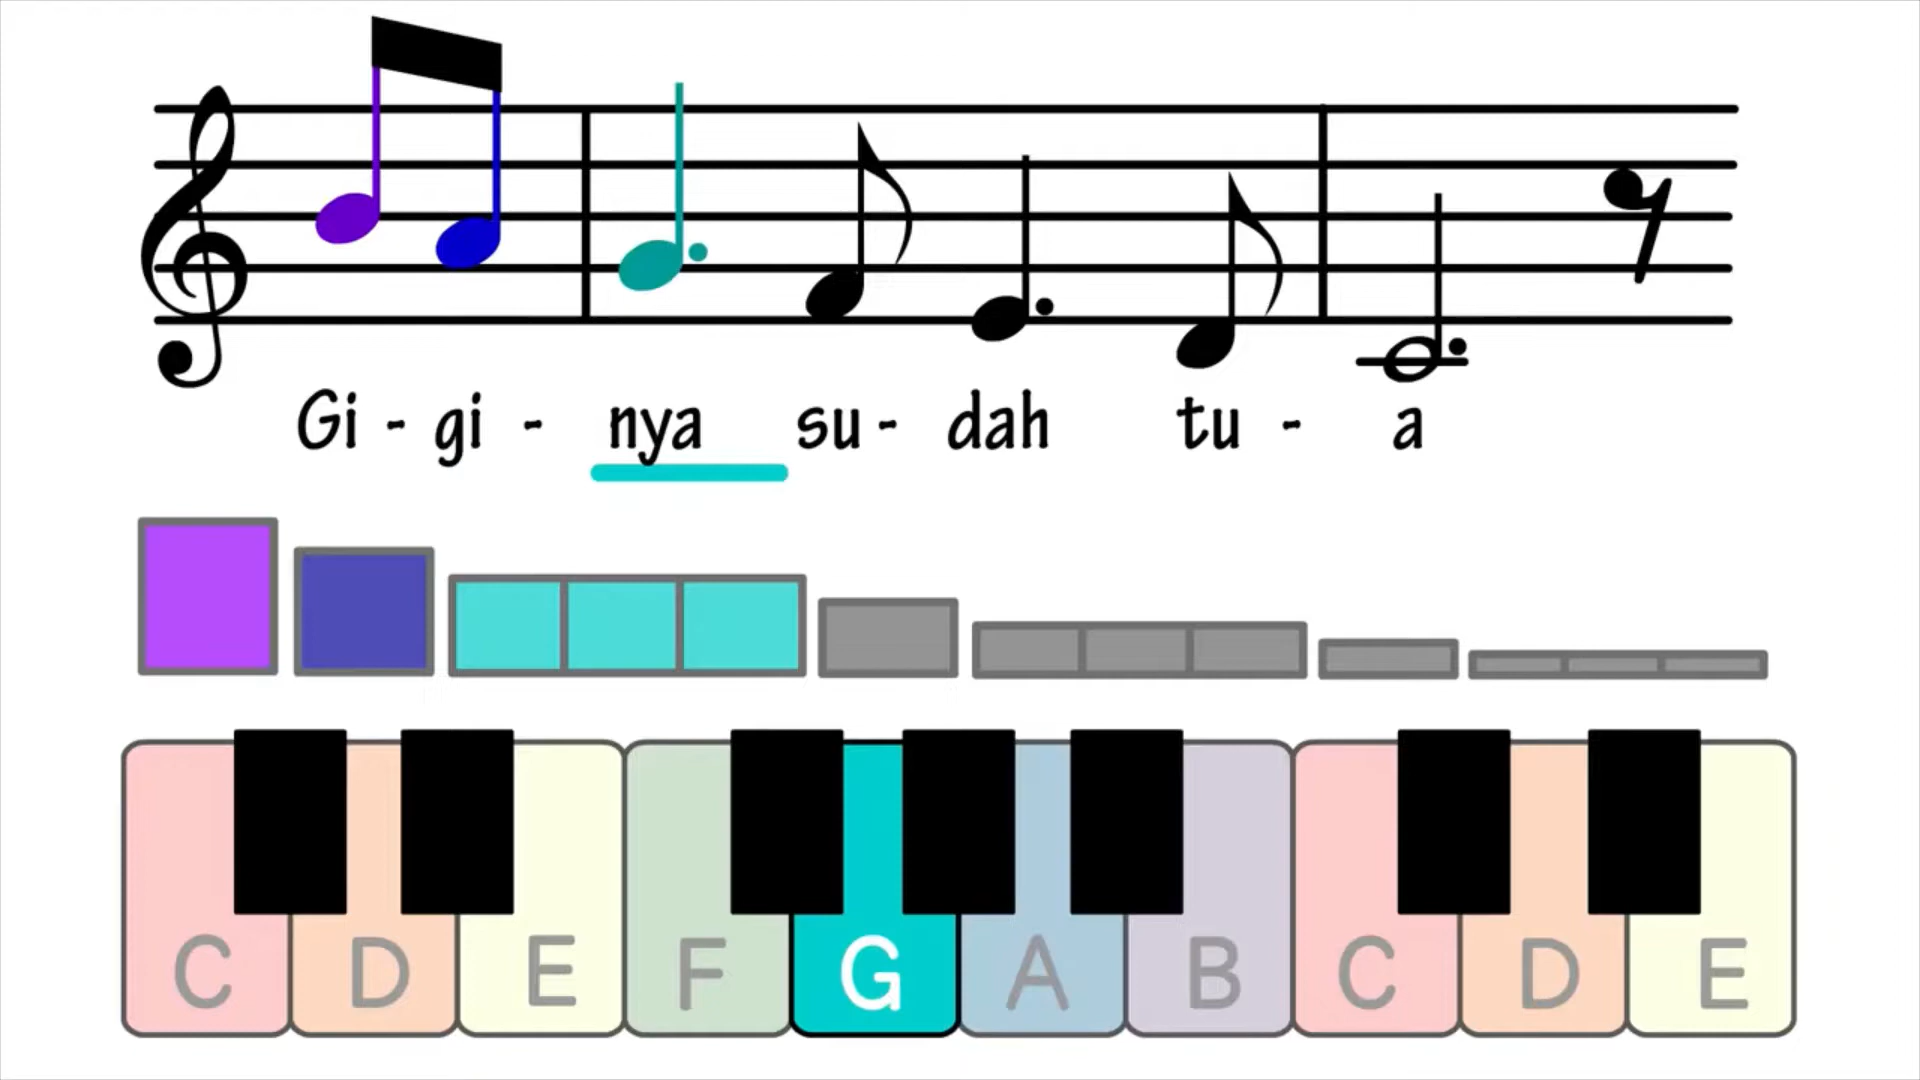 Gi - gi - nya su - dah tu - a
C D E F G A B C D E